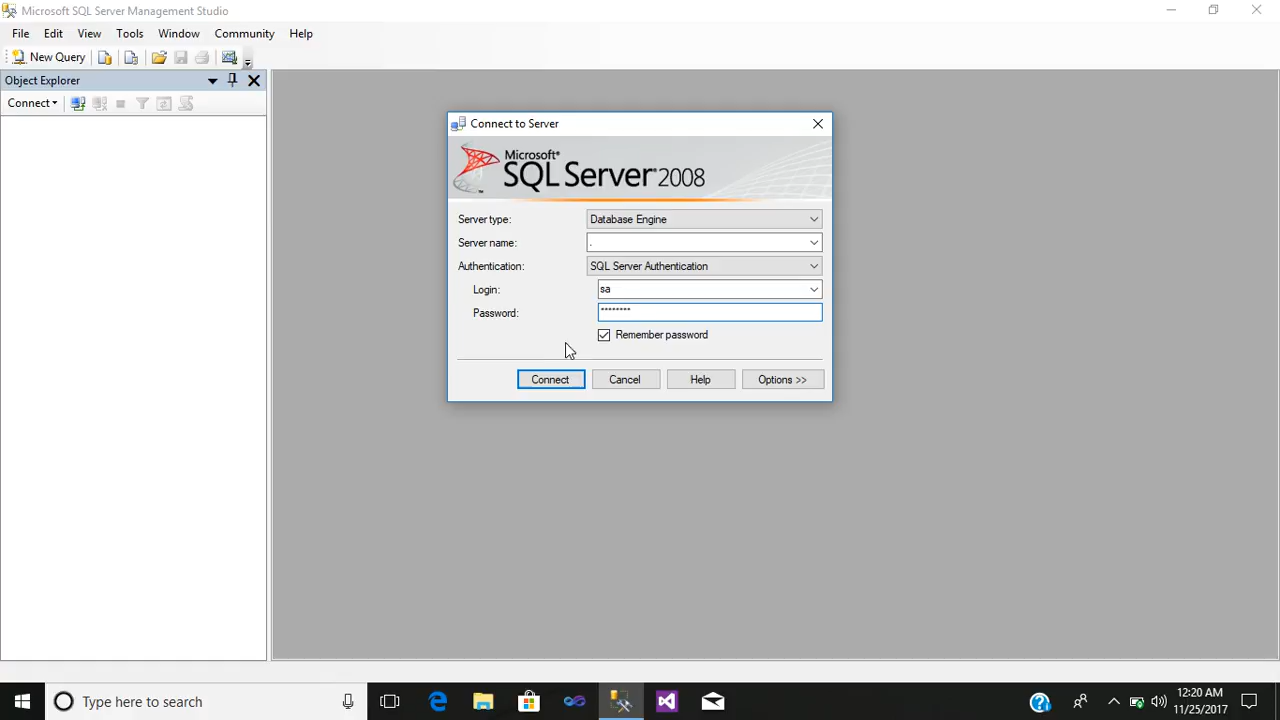 Microsoft SQL Server Management Studio
File Edit View Tools Window Community Help
New Query
Object Explorer
Connect
Connect to Server
Microsoft®
SQL Server 2008
Server type: Database Engine
Server name: .
Authentication: SQL Server Authentication
Login: sa
Password: ********
Remember password
Connect Cancel Help Options >>
Type here to search
12:20 AM
11/25/2017